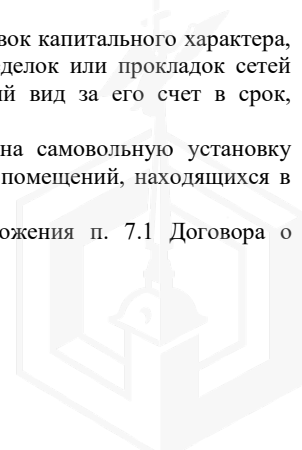 вок капитального характера,
делок или прокладок сетей
й вид за его счет в срок,
на самовольную установку
помещений, находящихся в
ожения п. 7.1 Договора о